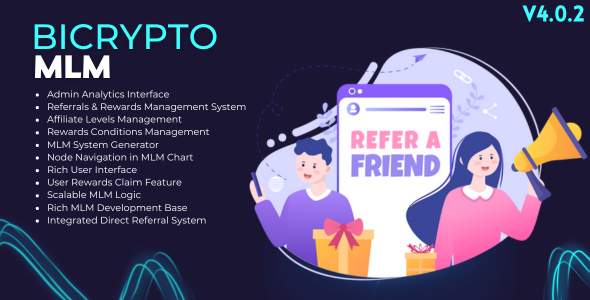 V4.0.2
BICRYPTO
MLM
Admin Analytics Interface
Referrals & Rewards Management System
Affiliate Levels Management
Rewards Conditions Management
MLM System Generator
Node Navigation in MLM Chart
Rich User Interface
User Rewards Claim Feature
Scalable MLM Logic
Rich MLM Development Base
Integrated Direct Referral System
REFER A
FRIEND